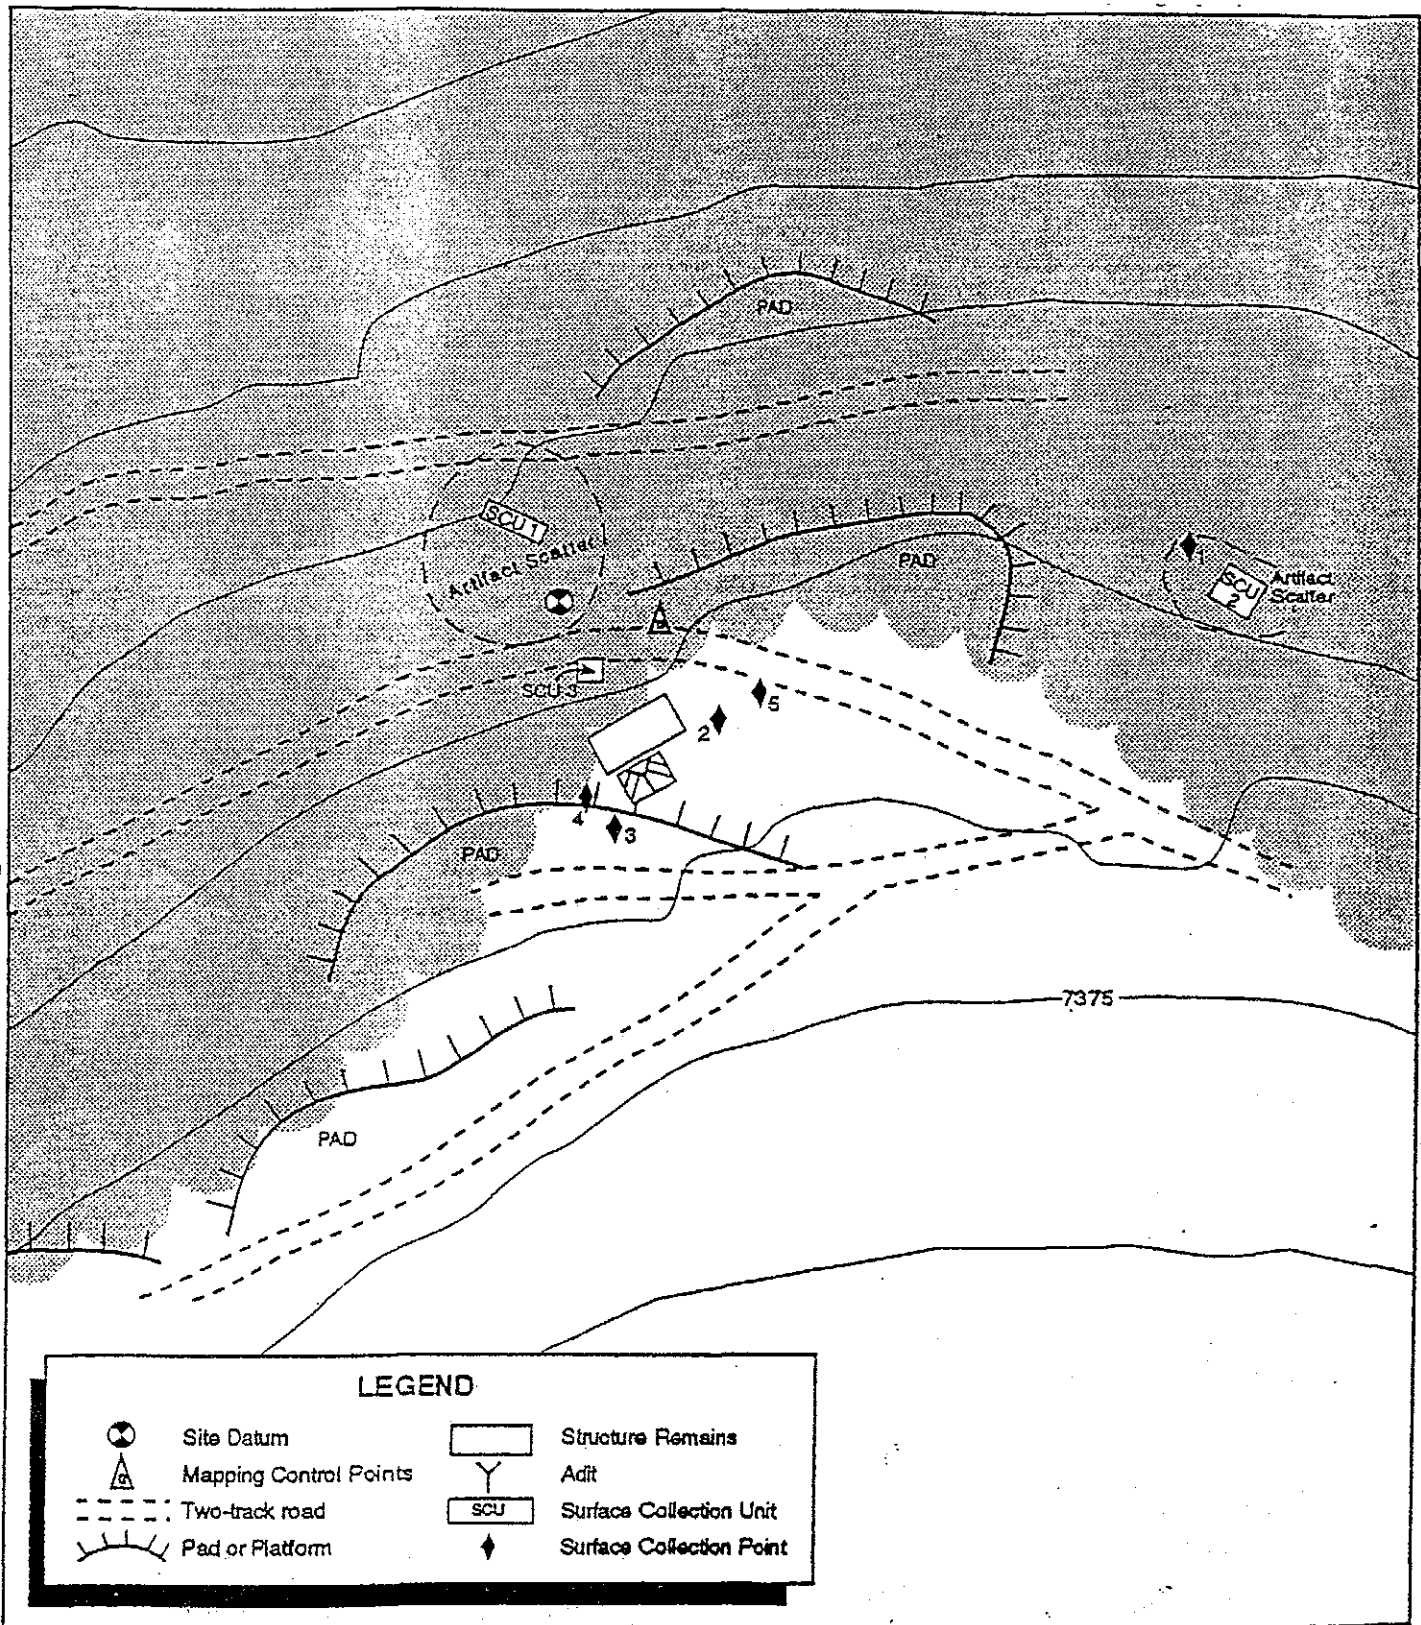 PAD
SCU 1
Artifact Scatter
PAD
1
SCU
2
Artifact
Scatter
SCU 3
5
2
4
3
PAD
7375
PAD
LEGEND
Site Datum
Mapping Control Points
Two-track road
Pad or Platform
Structure Remains
Adit
SCU
Surface Collection Unit
Surface Collection Point